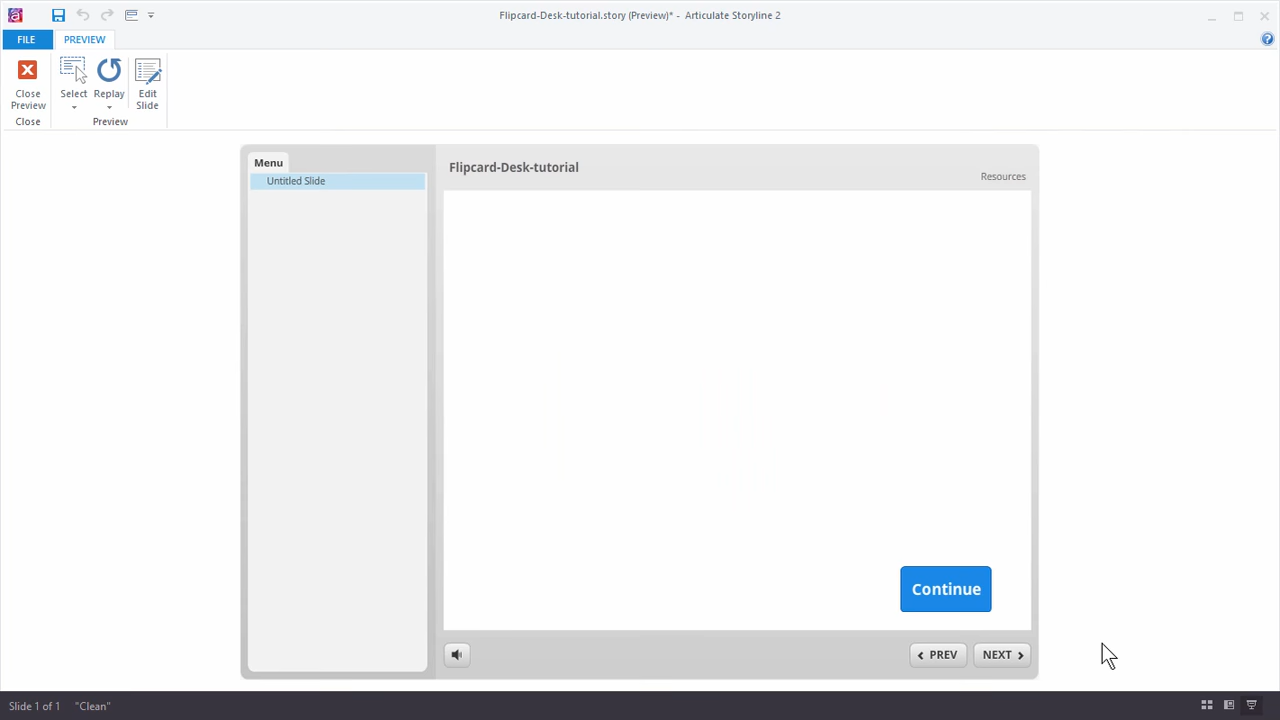 Flipcard-Desk-tutorial.story (Preview)* - Articulate Storyline 2
FILE
PREVIEW
Close Preview
Select
Replay
Edit Slide
Close
Preview
Menu
Untitled Slide
Flipcard-Desk-tutorial
Resources
Continue
PREV
NEXT
Slide 1 of 1
"Clean"